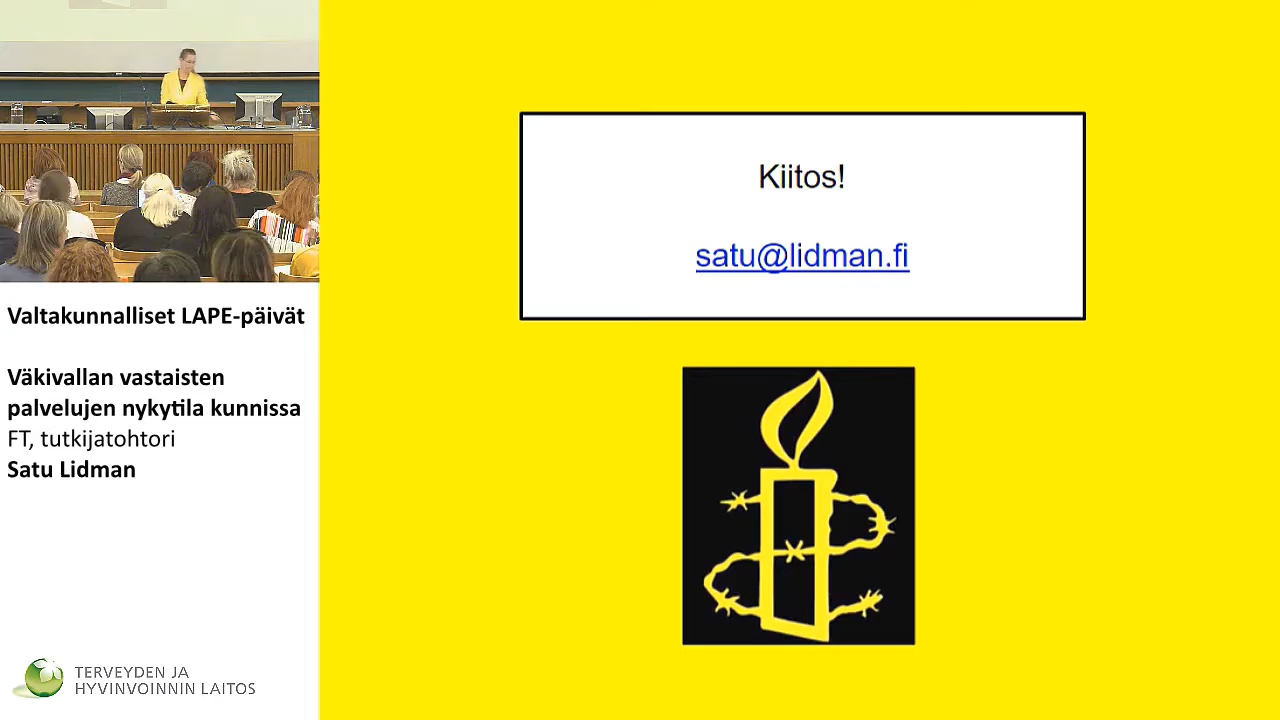 Kiitos!
satu@lidman.fi
Valtakunnalliset LAPE-päivät
Väkivallan vastaisten
palvelujen nykytila kunnissa
FT, tutkijatohtori
Satu Lidman
TERVEYDEN JA
HYVINVOINNIN LAITOS